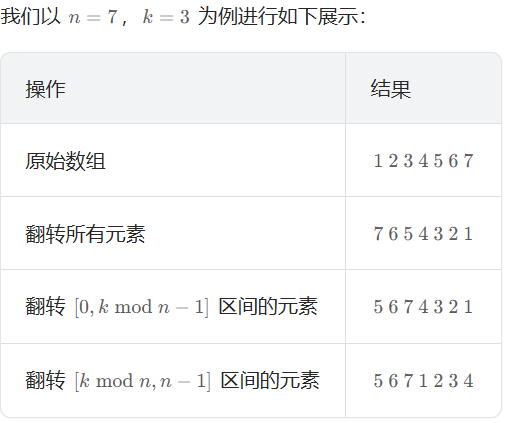 我们以 n = 7，k = 3 为例进行如下展示：
操作 结果
原始数组 1 2 3 4 5 6 7
翻转所有元素 7 6 5 4 3 2 1
翻转 [0, k mod n − 1] 区间的元素 5 6 7 4 3 2 1
翻转 [k mod n, n − 1] 区间的元素 5 6 7 1 2 3 4